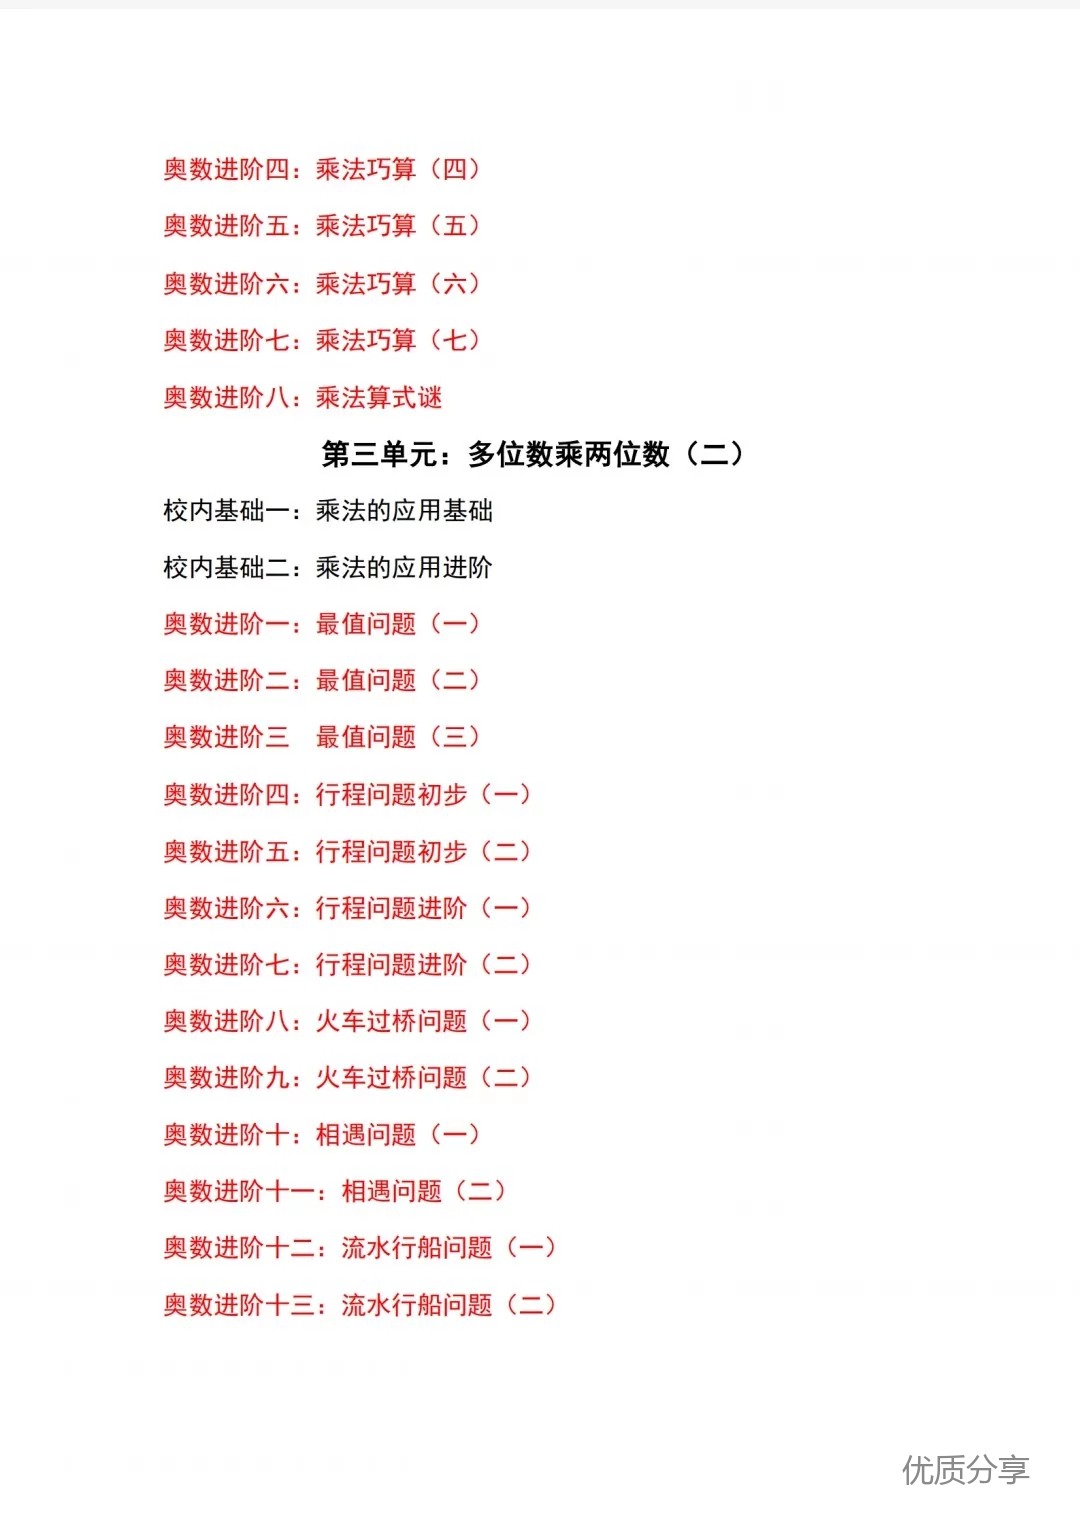 奥数进阶四：乘法巧算（四）
奥数进阶五：乘法巧算（五）
奥数进阶六：乘法巧算（六）
奥数进阶七：乘法巧算（七）
奥数进阶八：乘法算式谜
第三单元：多位数乘两位数（二）
校内基础一：乘法的应用基础
校内基础二：乘法的应用进阶
奥数进阶一：最值问题（一）
奥数进阶二：最值问题（二）
奥数进阶三　最值问题（三）
奥数进阶四：行程问题初步（一）
奥数进阶五：行程问题初步（二）
奥数进阶六：行程问题进阶（一）
奥数进阶七：行程问题进阶（二）
奥数进阶八：火车过桥问题（一）
奥数进阶九：火车过桥问题（二）
奥数进阶十：相遇问题（一）
奥数进阶十一：相遇问题（二）
奥数进阶十二：流水行船问题（一）
奥数进阶十三：流水行船问题（二）
优质分享